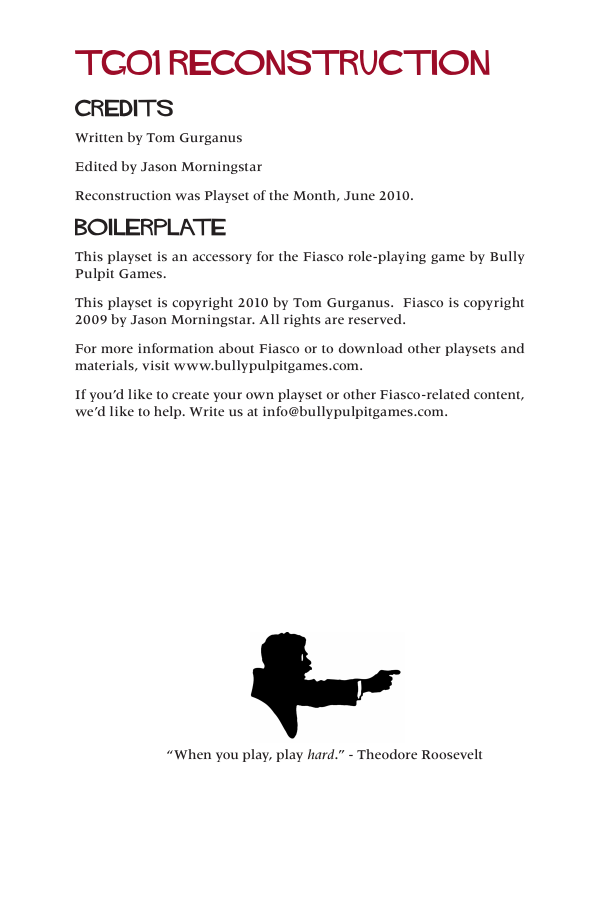 TG01 RECONSTRUCTION
CREDITS
Written by Tom Gurganus
Edited by Jason Morningstar
Reconstruction was Playset of the Month, June 2010.
BOILERPLATE
This playset is an accessory for the Fiasco role-playing game by Bully
Pulpit Games.
This playset is copyright 2010 by Tom Gurganus.  Fiasco is copyright
2009 by Jason Morningstar. All rights are reserved.
For more information about Fiasco or to download other playsets and
materials, visit www.bullypulpitgames.com.
If you’d like to create your own playset or other Fiasco-related content,
we’d like to help. Write us at info@bullypulpitgames.com.
“When you play, play hard.” - Theodore Roosevelt